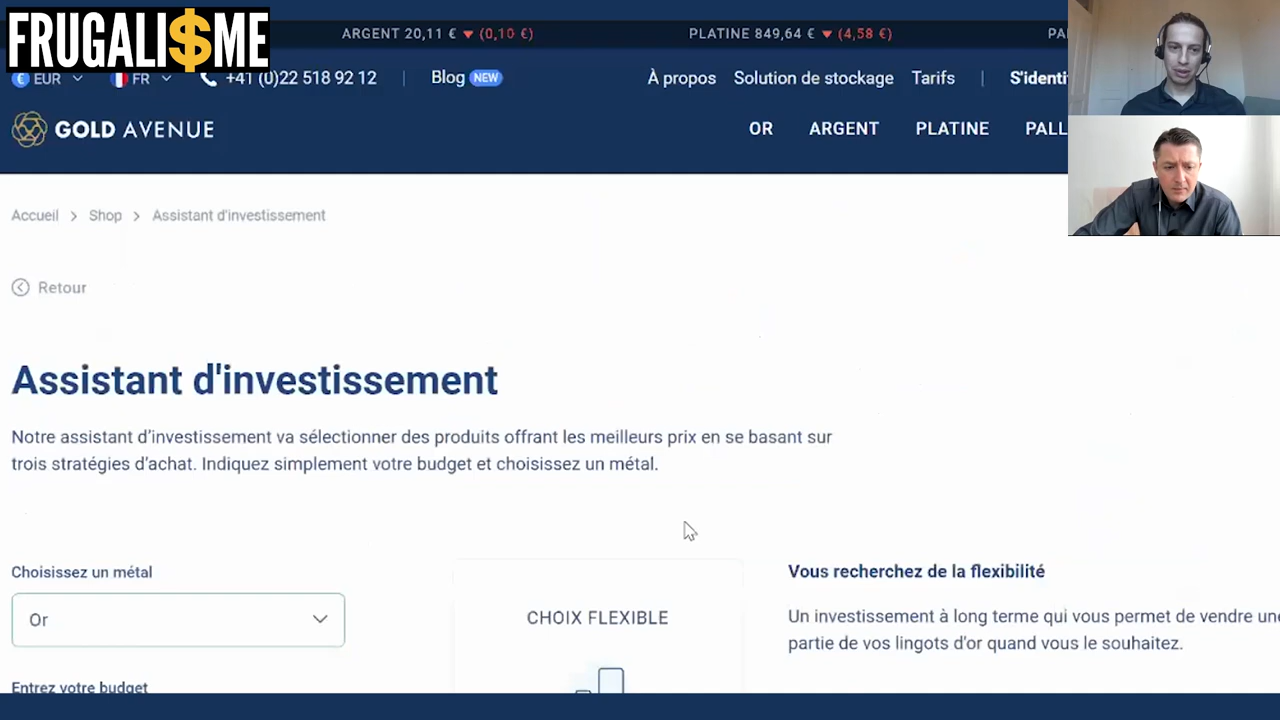 FRUGALI$ME
ARGENT 20,11 € ▼ (0,10 €)
PLATINE 849,64 € ▼ (4,58 €)
€ EUR
FR
+41 (0)22 518 92 12
|
Blog NEW
À propos
Solution de stockage
Tarifs
|
GOLD AVENUE
OR
ARGENT
PLATINE
Accueil > Shop > Assistant d'investissement
Retour
Assistant d'investissement
Notre assistant d'investissement va sélectionner des produits offrant les meilleurs prix en se basant sur
trois stratégies d'achat. Indiquez simplement votre budget et choisissez un métal.
Choisissez un métal
Or
Entrez votre budget
CHOIX FLEXIBLE
Vous recherchez de la flexibilité
Un investissement à long terme qui vous permet de vendre une
partie de vos lingots d'or quand vous le souhaitez.